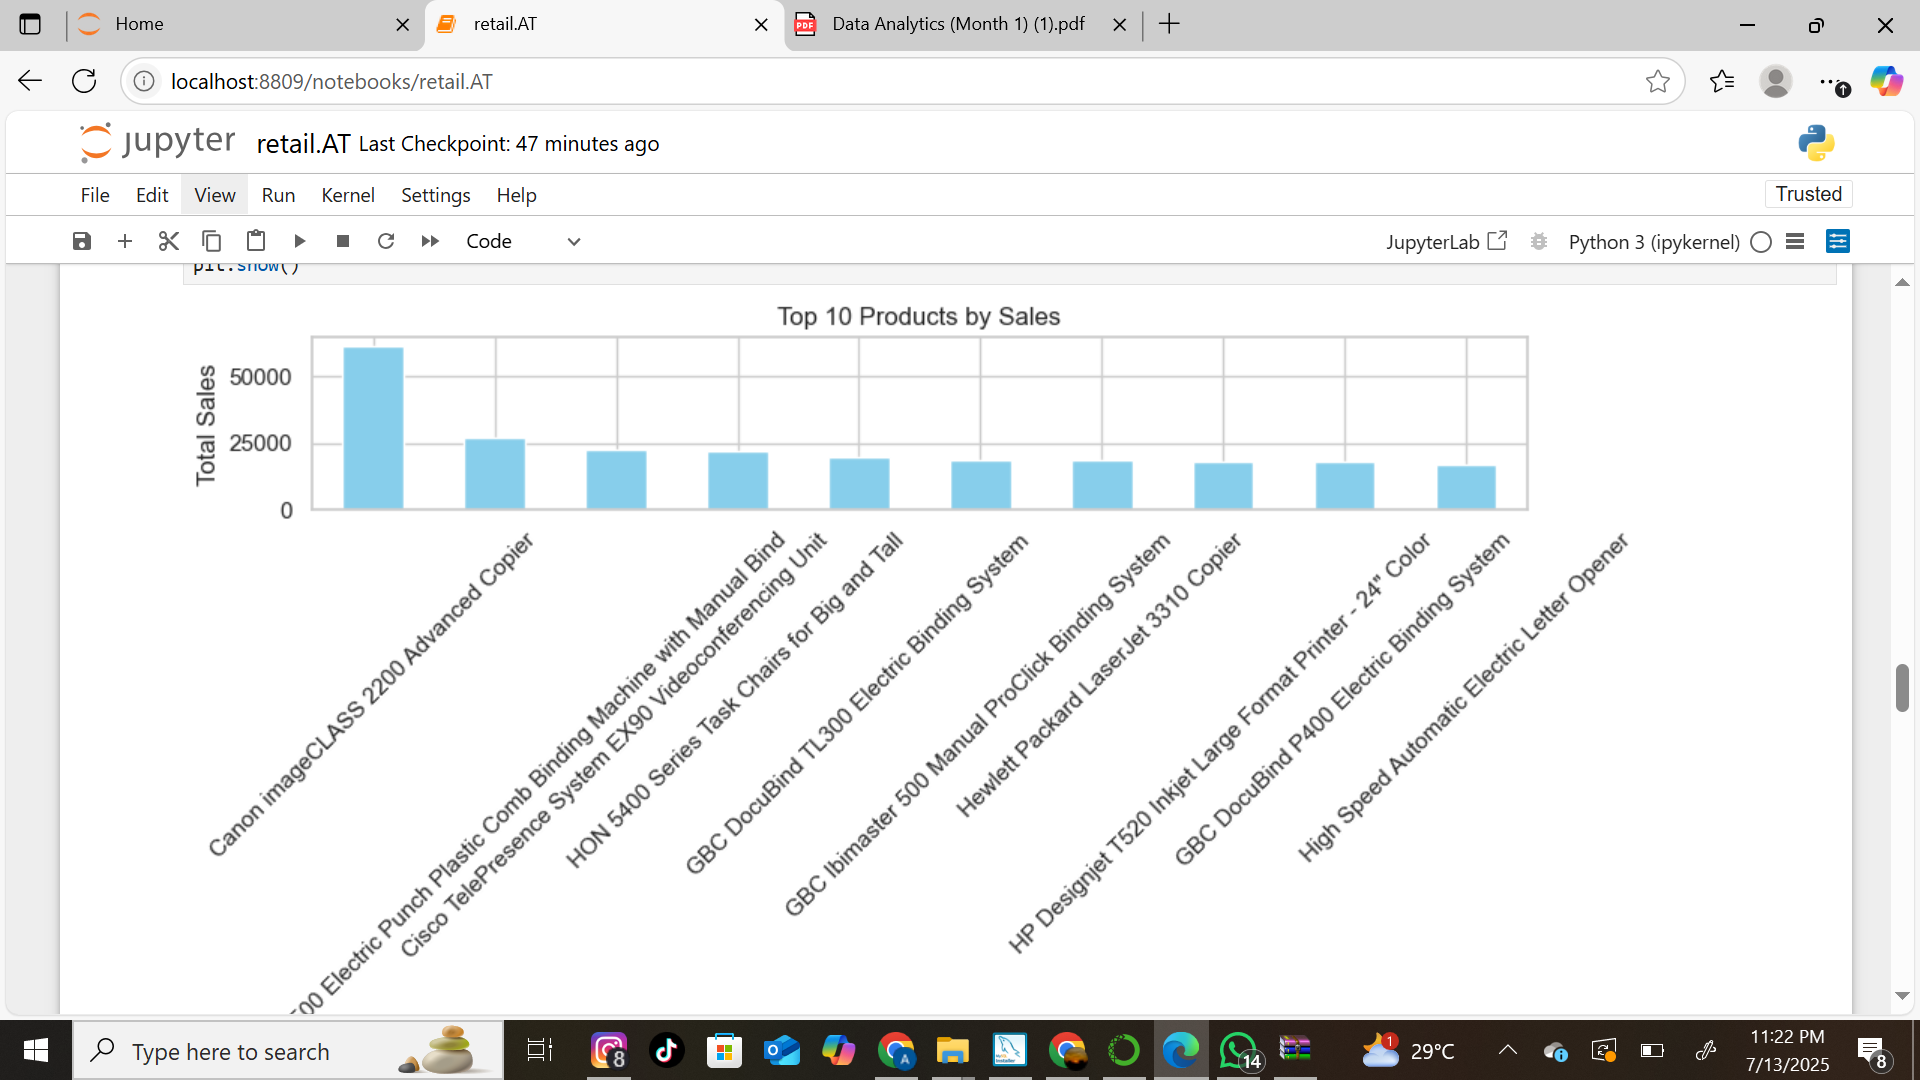 Home
retail.AT
Data Analytics (Month 1) (1).pdf
localhost:8809/notebooks/retail.AT
jupyter
retail.AT Last Checkpoint: 47 minutes ago
File Edit View Run Kernel Settings Help
Trusted
Code
JupyterLab
Python 3 (ipykernel)
plt.show()
Top 10 Products by Sales
Total Sales
50000
25000
0
Canon imageCLASS 2200 Advanced Copier
500 Electric Punch Plastic Comb Binding Machine with Manual Bind
Cisco TelePresence System EX90 Videoconferencing Unit
HON 5400 Series Task Chairs for Big and Tall
GBC DocuBind TL300 Electric Binding System
GBC Ibimaster 500 Manual ProClick Binding System
Hewlett Packard LaserJet 3310 Copier
HP Designjet T520 Inkjet Large Format Printer - 24" Color
GBC DocuBind P400 Electric Binding System
High Speed Automatic Electric Letter Opener
Type here to search
8
A
14
1
29°C
11:22 PM
7/13/2025
8